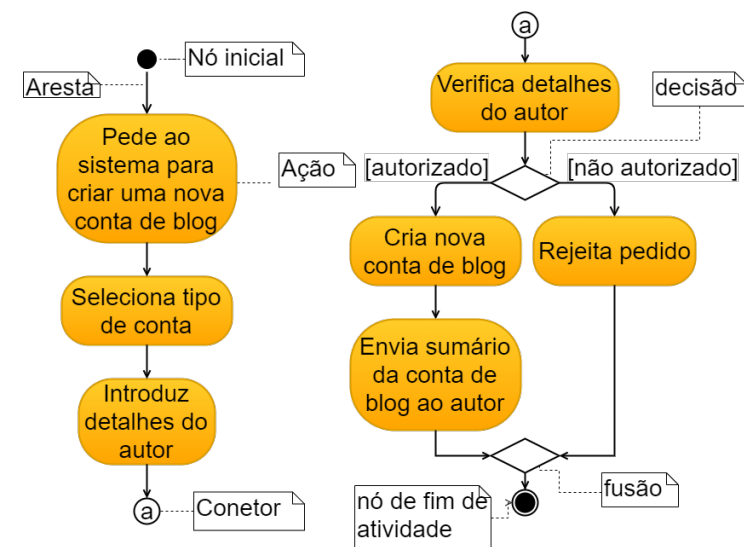 Nó inicial
Aresta
Pede ao
sistema para
criar uma nova
conta de blog
Ação
Seleciona tipo
de conta
Introduz
detalhes do
autor
a
Conetor
a
Verifica detalhes
do autor
decisão
[autorizado]
[não autorizado]
Cria nova
conta de blog
Rejeita pedido
Envia sumário
da conta de
blog ao autor
fusão
nó de fim de
atividade